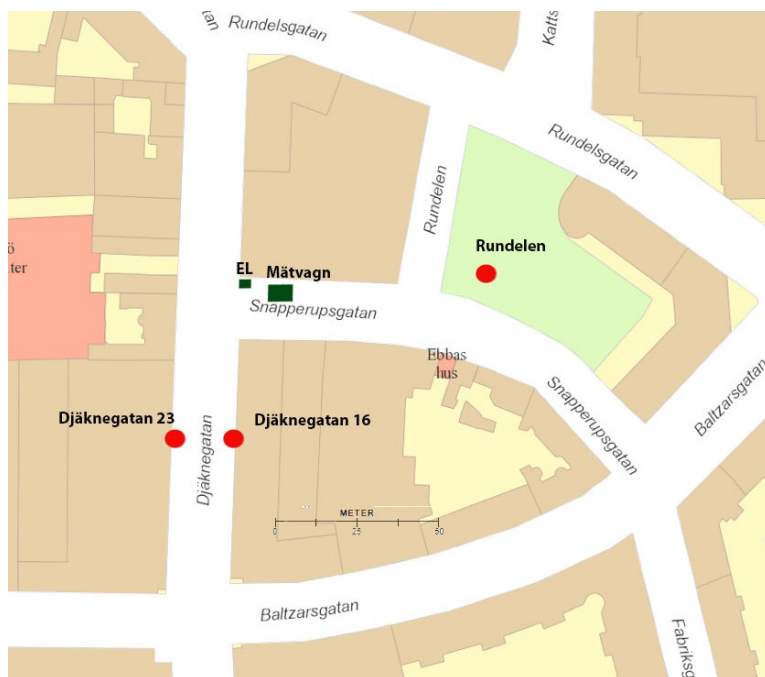 Rundelsgatan
Katts
Rundelsgatan
Rundelen
Rundelen
ö
ter
EL
Mätvagn
Snapperupsgatan
Ebbas
hus
Snapperupsgatan
Baltzarsgatan
Djäknegatan 23
Djäknegatan
Djäknegatan 16
METER
0 25 50
Baltzarsgatan
Fabriksg